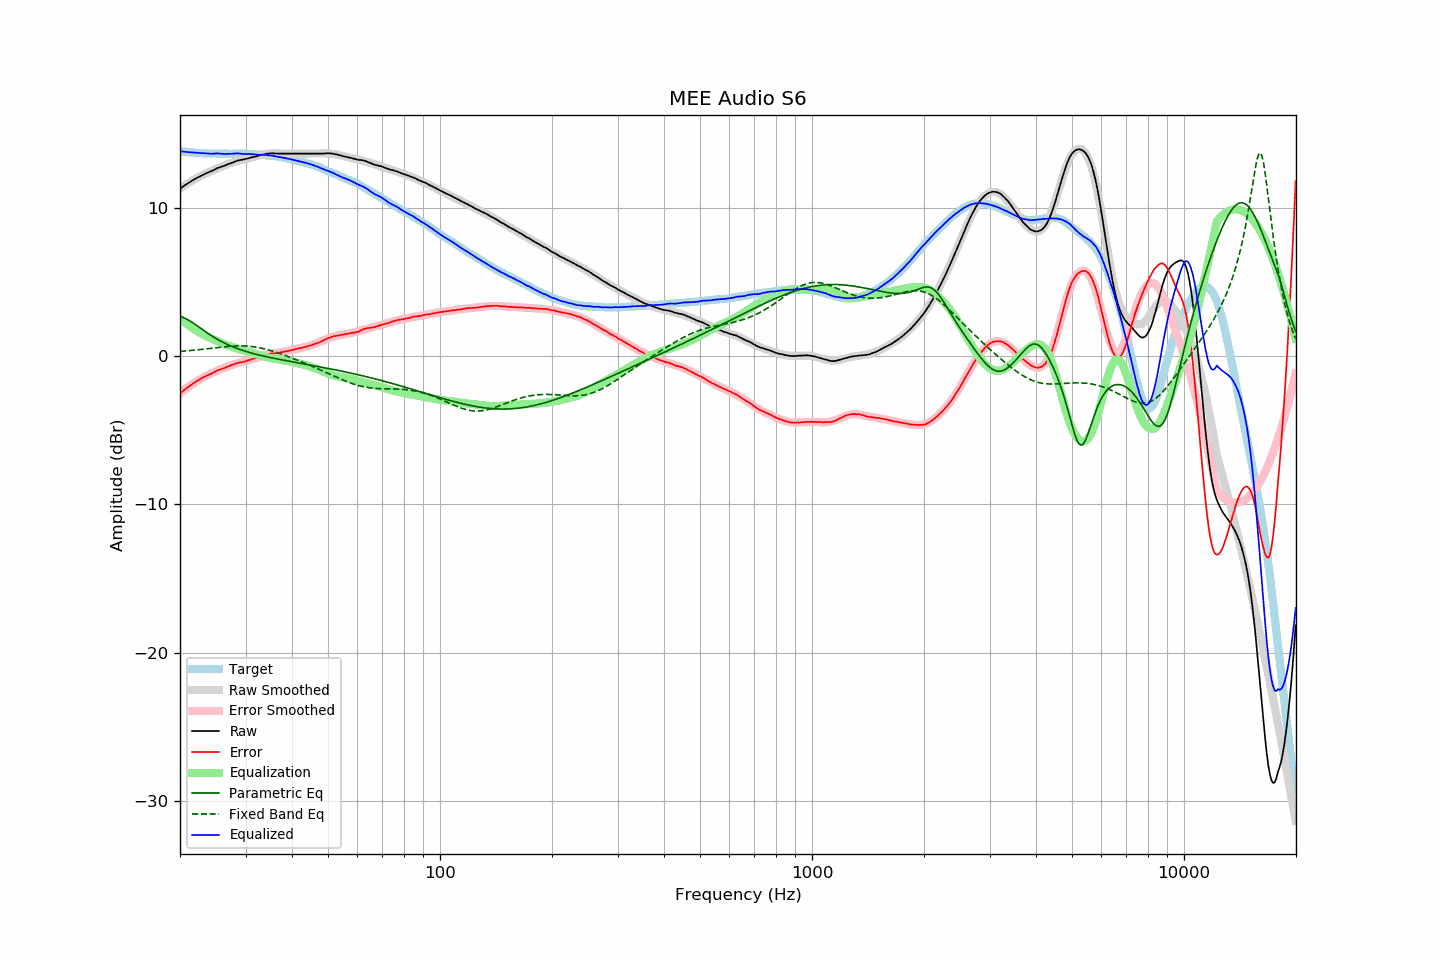 MEE Audio S6
Amplitude (dBr)
10
0
−10
−20
−30
Target
Raw Smoothed
Error Smoothed
Raw
Error
Equalization
Parametric Eq
Fixed Band Eq
Equalized
100 1000 10000
Frequency (Hz)